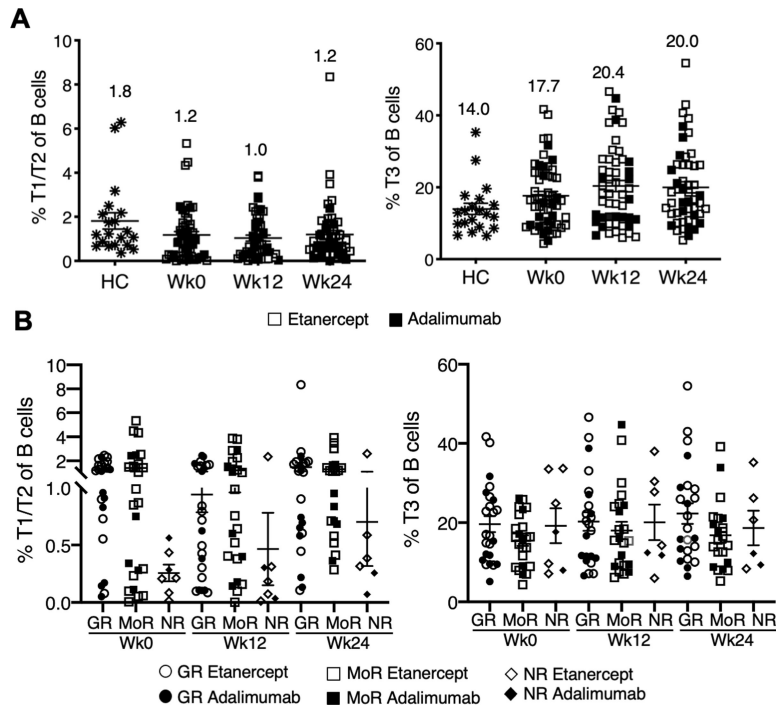 A
% T1/T2 of B cells
10
8
6
4
2
0
1.8
1.2
1.0
1.2
HC Wk0 Wk12 Wk24
% T3 of B cells
60
40
20
0
14.0
17.7
20.4
20.0
HC Wk0 Wk12 Wk24
Etanercept Adalimumab
B
% T1/T2 of B cells
10
8
6
4
2
1.0
0.5
0.0
GR MoR NR GR MoR NR GR MoR NR
Wk0 Wk12 Wk24
% T3 of B cells
60
40
20
0
GR MoR NR GR MoR NR GR MoR NR
Wk0 Wk12 Wk24
GR Etanercept MoR Etanercept NR Etanercept
GR Adalimumab MoR Adalimumab NR Adalimumab